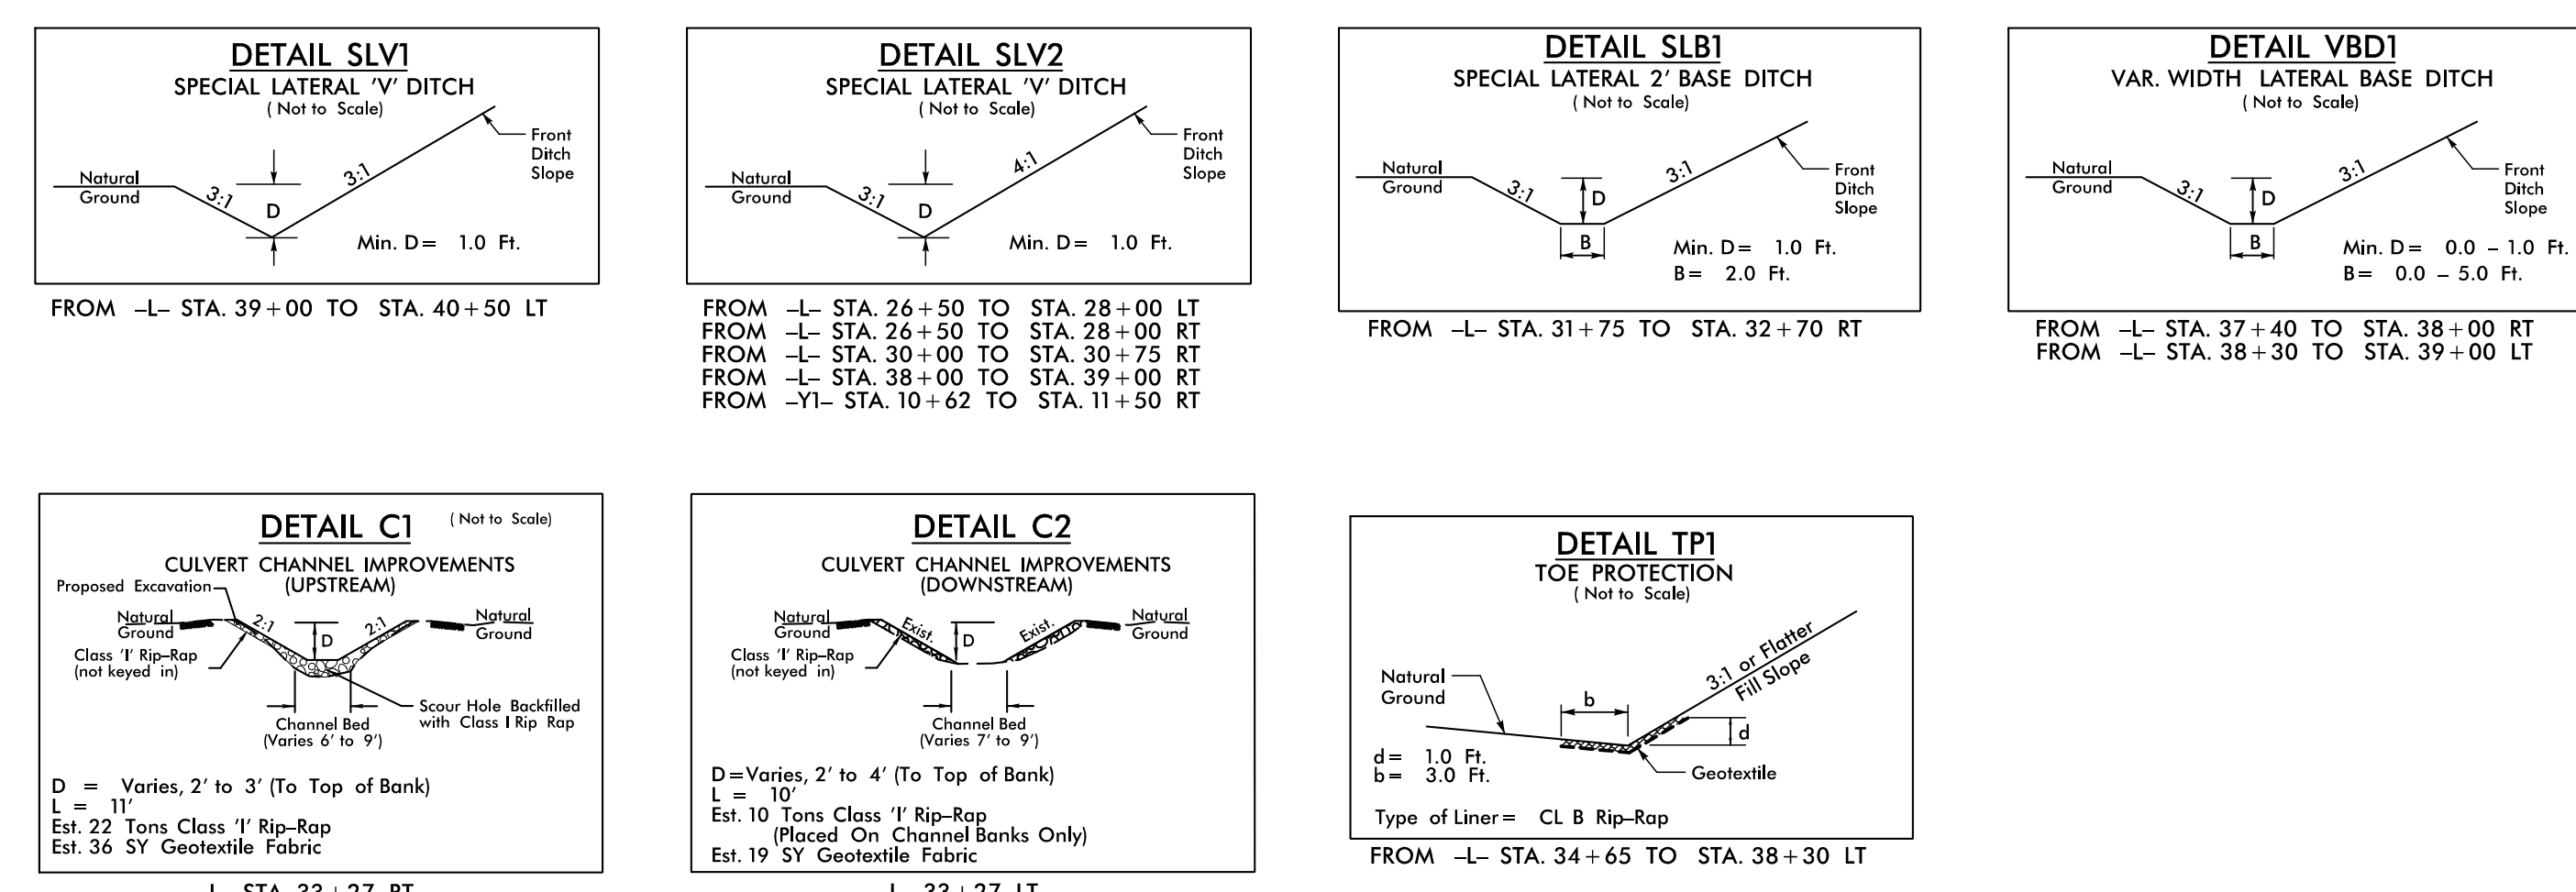 DETAIL SLV1
SPECIAL LATERAL 'V' DITCH
( Not to Scale)
Natural
Ground
3:1
D
3:1
Front
Ditch
Slope
Min. D= 1.0 Ft.
FROM -L- STA. 39+00 TO STA. 40+50 LT
DETAIL SLV2
SPECIAL LATERAL 'V' DITCH
( Not to Scale)
Natural
Ground
3:1
D
4:1
Front
Ditch
Slope
Min. D= 1.0 Ft.
FROM -L- STA. 26+50 TO STA. 28+00 LT
FROM -L- STA. 26+50 TO STA. 28+00 RT
FROM -L- STA. 30+00 TO STA. 30+75 RT
FROM -L- STA. 38+00 TO STA. 39+00 RT
FROM -Y1- STA. 10+62 TO STA. 11+50 RT
DETAIL SLB1
SPECIAL LATERAL 2' BASE DITCH
( Not to Scale)
Natural
Ground
3:1
D
3:1
B
Front
Ditch
Slope
Min. D= 1.0 Ft.
B= 2.0 Ft.
FROM -L- STA. 31+75 TO STA. 32+70 RT
DETAIL VBD1
VAR. WIDTH LATERAL BASE DITCH
( Not to Scale)
Natural
Ground
3:1
D
3:1
B
Front
Ditch
Slope
Min. D= 0.0 - 1.0 Ft.
B= 0.0 - 5.0 Ft.
FROM -L- STA. 37+40 TO STA. 38+00 RT
FROM -L- STA. 38+30 TO STA. 39+00 LT
DETAIL C1
( Not to Scale)
CULVERT CHANNEL IMPROVEMENTS
(UPSTREAM)
Proposed Excavation
Natural
Ground
2:1
D
2:1
Natural
Ground
Class 'I' Rip-Rap
(not keyed in)
Scour Hole Backfilled
with Class I Rip Rap
Channel Bed
(Varies 6' to 9')
D = Varies, 2' to 3' (To Top of Bank)
L = 11'
Est. 22 Tons Class 'I' Rip-Rap
Est. 36 SY Geotextile Fabric
-L- STA. 33+27 RT
DETAIL C2
CULVERT CHANNEL IMPROVEMENTS
(DOWNSTREAM)
Natural
Ground
Exist.
D
Exist.
Natural
Ground
Class 'I' Rip-Rap
(not keyed in)
Channel Bed
(Varies 7' to 9')
D=Varies, 2' to 4' (To Top of Bank)
L = 10'
Est. 10 Tons Class 'I' Rip-Rap
(Placed On Channel Banks Only)
Est. 19 SY Geotextile Fabric
-L- 33+27 LT
DETAIL TP1
TOE PROTECTION
( Not to Scale)
Natural
Ground
b
3:1 or Flatter
Fill Slope
d
d= 1.0 Ft.
b= 3.0 Ft.
Geotextile
Type of Liner= CL B Rip-Rap
FROM -L- STA. 34+65 TO STA. 38+30 LT